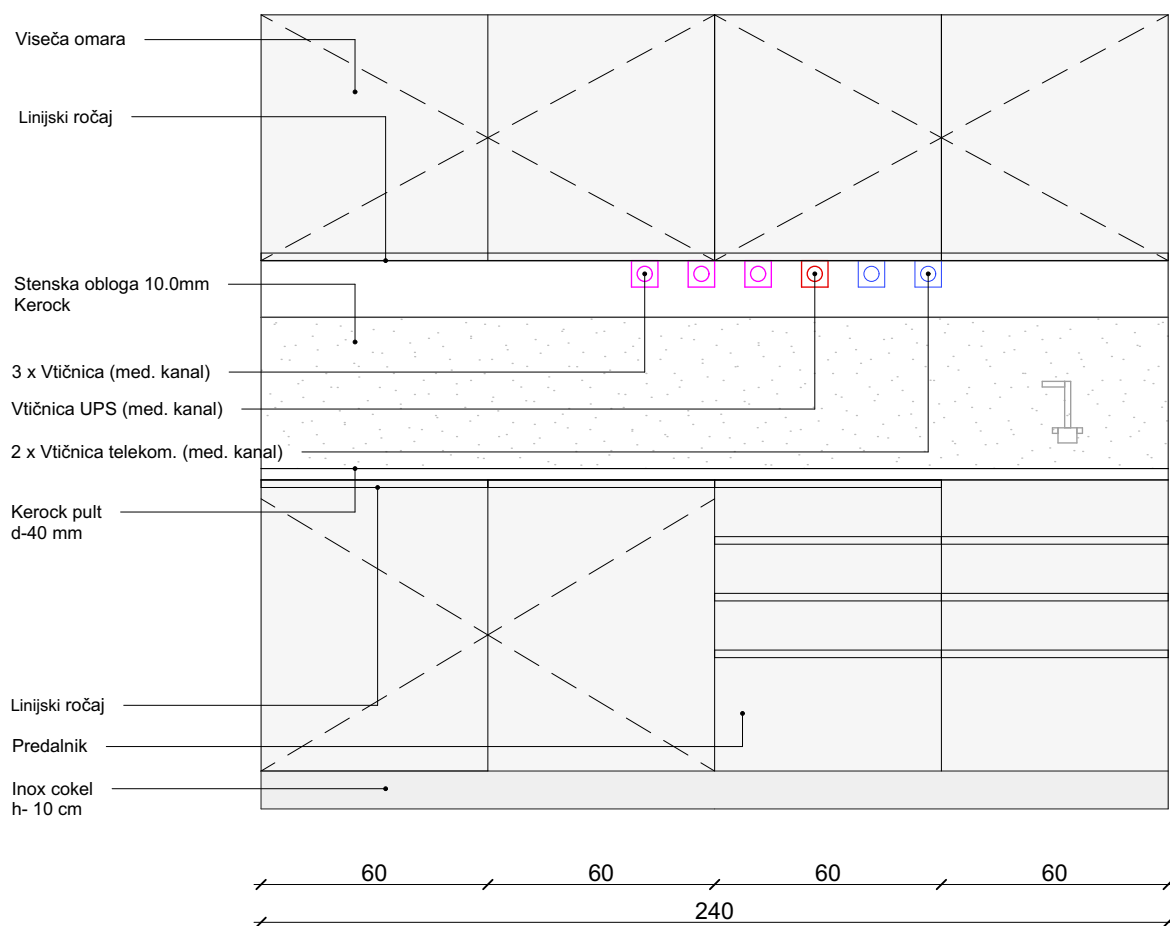 Viseča omara
Linijski ročaj
Stenska obloga 10.0mm
Kerock
3 x Vtičnica (med. kanal)
Vtičnica UPS (med. kanal)
2 x Vtičnica telekom. (med. kanal)
Kerock pult
d-40 mm
Linijski ročaj
Predalnik
Inox cokel
h- 10 cm
60 60 60 60
240